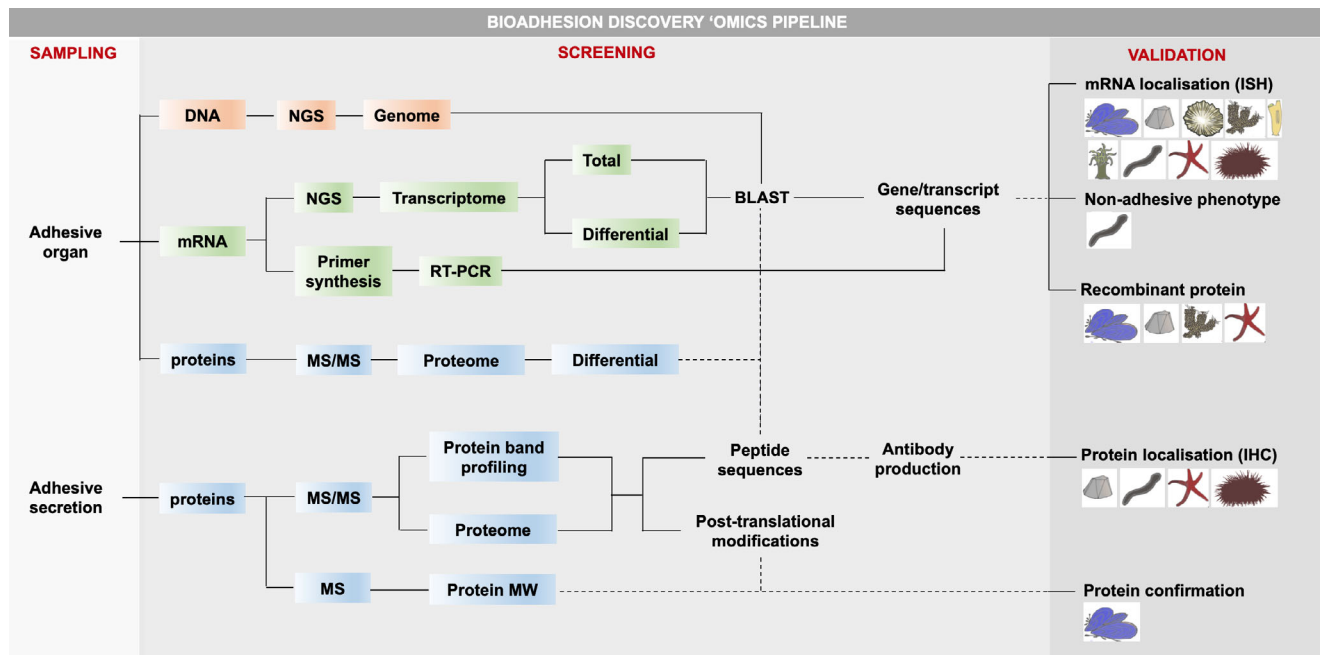 BIOADHESION DISCOVERY ‘OMICS PIPELINE
SAMPLING
SCREENING
VALIDATION
Adhesive
organ
DNA
NGS
Genome
mRNA
NGS
Transcriptome
Total
Differential
Primer
synthesis
RT-PCR
BLAST
Gene/transcript
sequences
proteins
MS/MS
Proteome
Differential
Adhesive
secretion
proteins
MS/MS
Protein band
profiling
Proteome
MS
Protein MW
Peptide
sequences
Antibody
production
Post-translational
modifications
mRNA localisation (ISH)
Non-adhesive phenotype
Recombinant protein
Protein localisation (IHC)
Protein confirmation